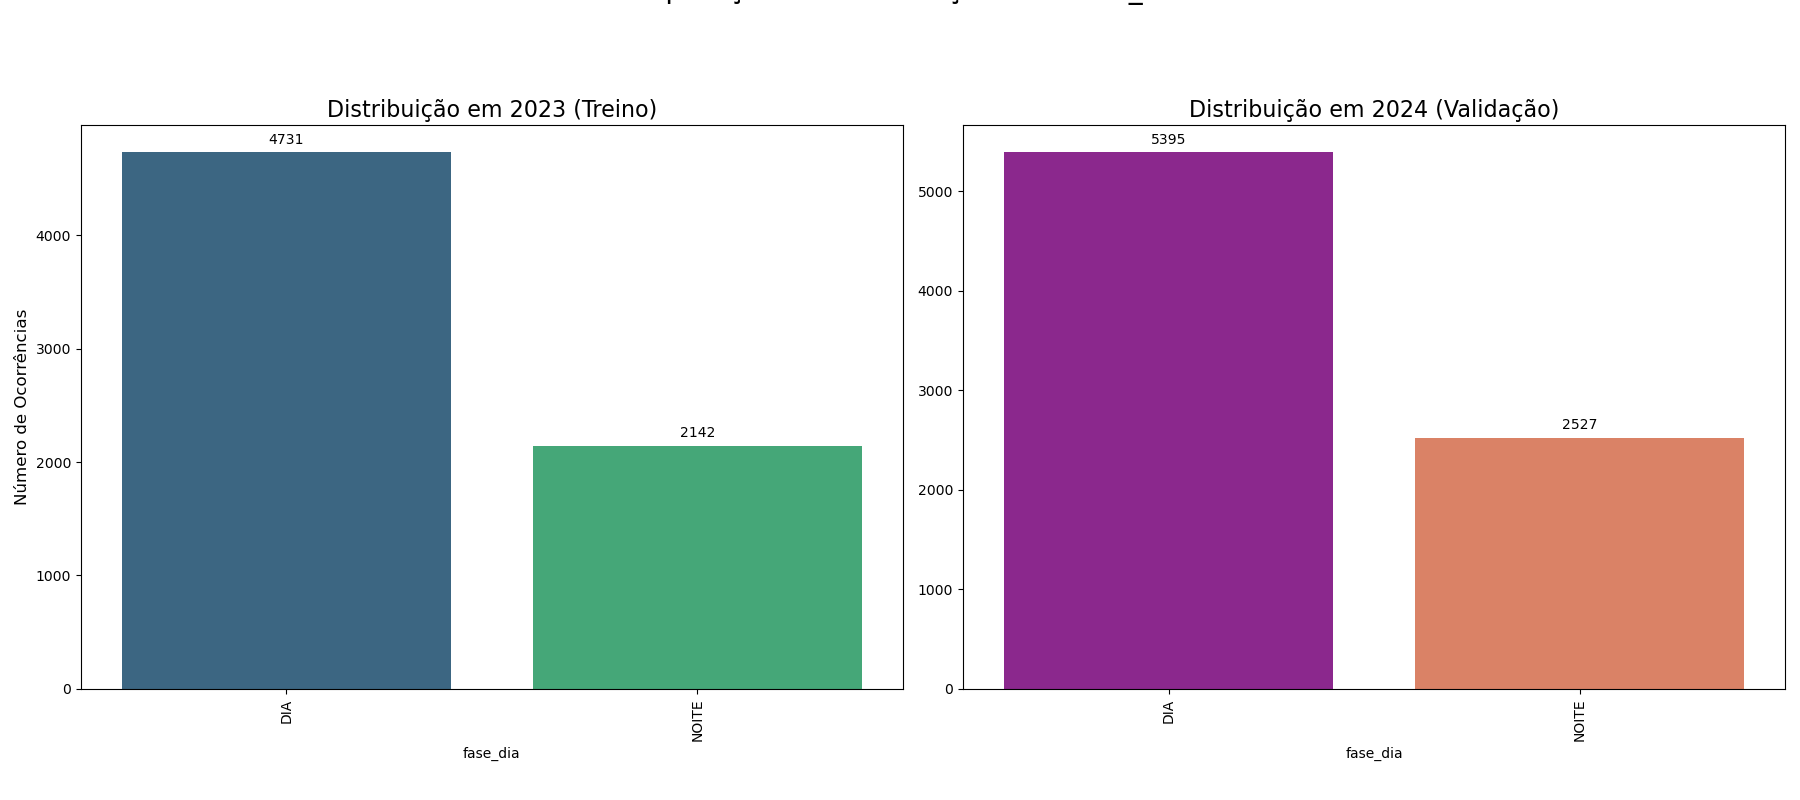 Distribuição em 2023 (Treino)
4731
2142
4000
3000
2000
1000
0
Número de Ocorrências
DIA
NOITE
fase_dia
Distribuição em 2024 (Validação)
5395
2527
5000
4000
3000
2000
1000
0
DIA
NOITE
fase_dia